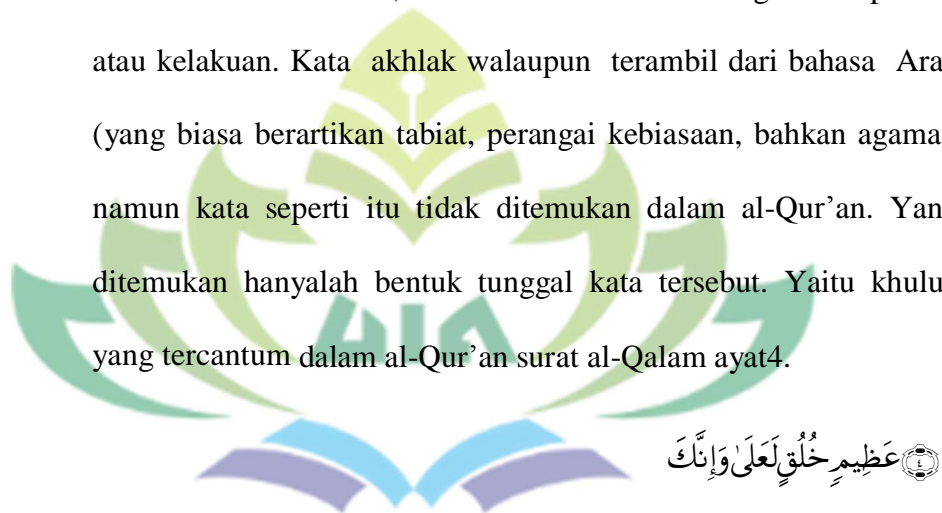 atau kelakuan. Kata akhlak walaupun terambil dari bahasa Ara
(yang biasa berartikan tabiat, perangai kebiasaan, bahkan agama
namun kata seperti itu tidak ditemukan dalam al-Qur’an. Yan
ditemukan hanyalah bentuk tunggal kata tersebut. Yaitu khulu
yang tercantum dalam al-Qur’an surat al-Qalam ayat4.
وَإِنَّكَ لَعَلَىٰ خُلُقٍ عَظِيمٍ ٤